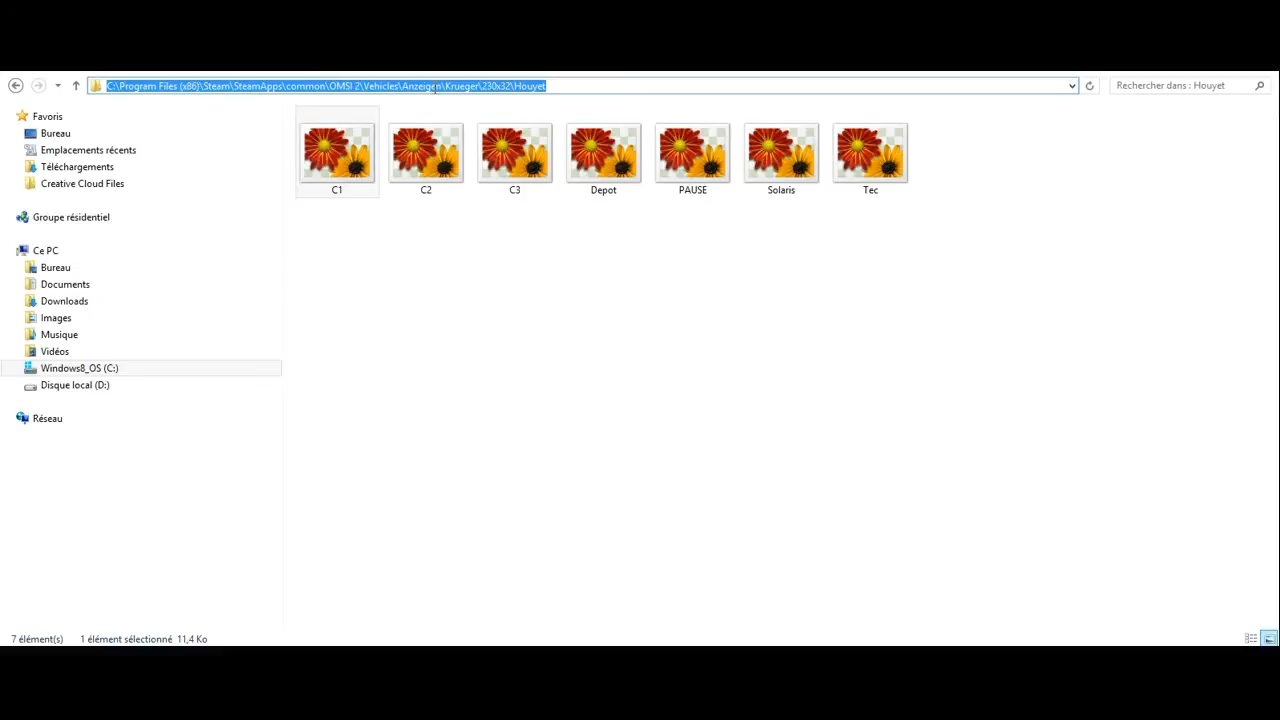 C:\Program Files (x86)\Steam\SteamApps\common\OMSI 2\Vehicles\Anzeigen\Krueger\230x32\Houyet
Rechercher dans : Houyet
Favoris
Bureau
Emplacements récents
Téléchargements
Creative Cloud Files
Groupe résidentiel
Ce PC
Bureau
Documents
Downloads
Images
Musique
Vidéos
Windows8_OS (C:)
Disque local (D:)
Réseau
C1 C2 C3 Depot PAUSE Solaris Tec
7 élément(s) 1 élément sélectionné 11,4 Ko